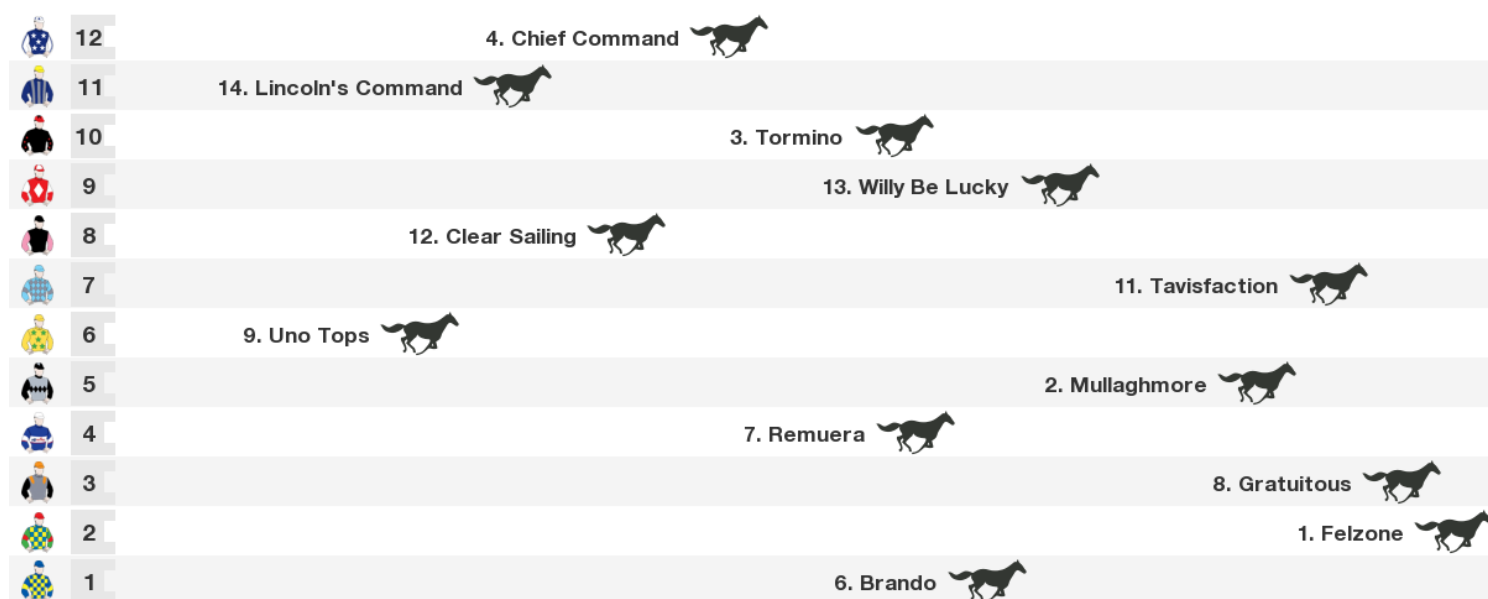 12 4. Chief Command
11 14. Lincoln's Command
10 3. Tormino
9 13. Willy Be Lucky
8 12. Clear Sailing
7 11. Tavisfaction
6 9. Uno Tops
5 2. Mullaghmore
4 7. Remuera
3 8. Gratuitous
2 1. Felzone
1 6. Brando